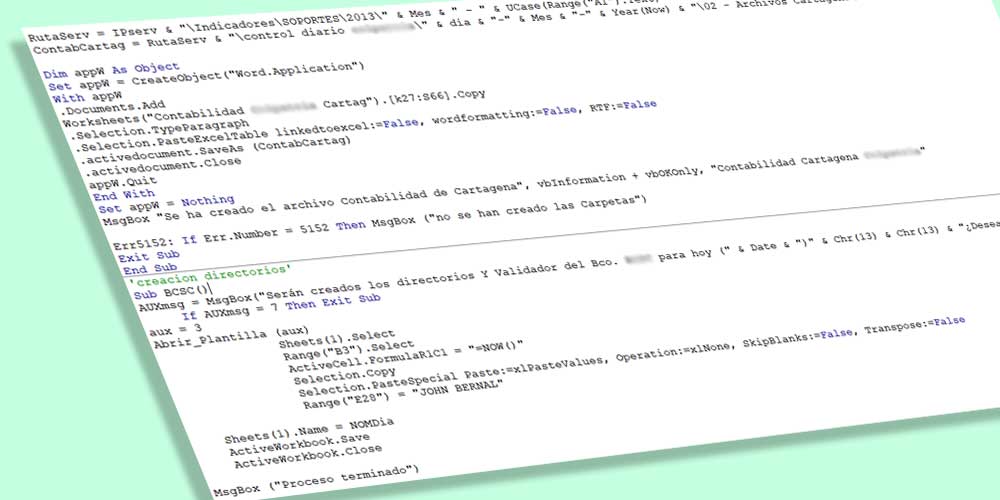 RutaServ = IPserv & "\Indicadores\SOPORTES\2013\" & Mes & " - " & UCase(Range("A1").Text)
ContabCartag = RutaServ & "\control diario \" & dia & "-" & Mes & "-" & Year(Now) & "\02 - Archivos Cartagen
Dim appW As Object
Set appW = CreateObject("Word.Application")
With appW
.Documents.Add
Worksheets("Contabilidad Cartag").[k27:S66].Copy
.Selection.TypeParagraph
.Selection.PasteExcelTable linkedtoexcel:=False, wordformatting:=False, RTF:=False
.activedocument.SaveAs (ContabCartag)
.activedocument.Close
appW.Quit
End With
Set appW = Nothing
MsgBox "Se ha creado el archivo Contabilidad de Cartagena", vbInformation + vbOKOnly, "Contabilidad Cartagena "
Err5152: If Err.Number = 5152 Then MsgBox ("no se han creado las Carpetas")
Exit Sub
End Sub
'creacion directorios'
Sub BCSC()
AUXmsg = MsgBox("Serán creados los directorios Y Validador del Bco. para hoy (" & Date & ")" & Chr(13) & Chr(13) & "¿Desea
If AUXmsg = 7 Then Exit Sub
aux = 3
Abrir_Plantilla (aux)
Sheets(1).Select
Range("B3").Select
ActiveCell.FormulaR1C1 = "=NOW()"
Selection.Copy
Selection.PasteSpecial Paste:=xlPasteValues, Operation:=xlNone, SkipBlanks:=False, Transpose:=False
Range("E28") = "JOHN BERNAL"
Sheets(1).Name = NOMDia
ActiveWorkbook.Save
ActiveWorkbook.Close
MsgBox ("Proceso terminado")